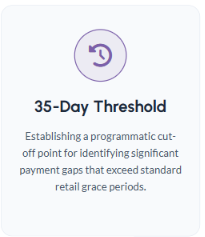 35-Day Threshold
Establishing a programmatic cut-
off point for identifying significant
payment gaps that exceed standard
retail grace periods.